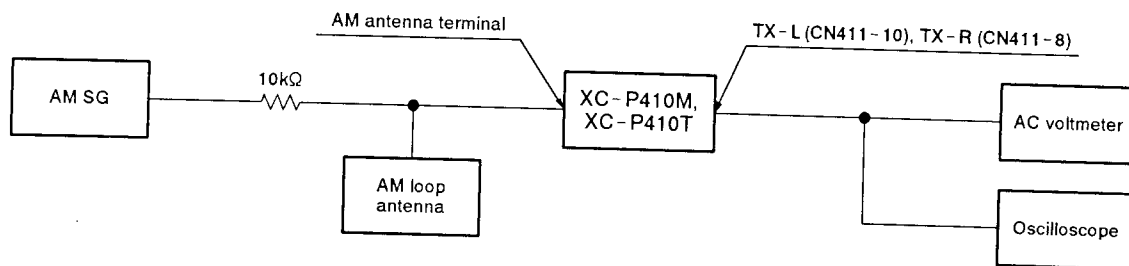 AM antenna terminal
TX-L (CN411-10), TX-R (CN411-8)
10kΩ
AM SG
XC-P410M,
XC-P410T
AC voltmeter
AM loop
antenna
Oscilloscope